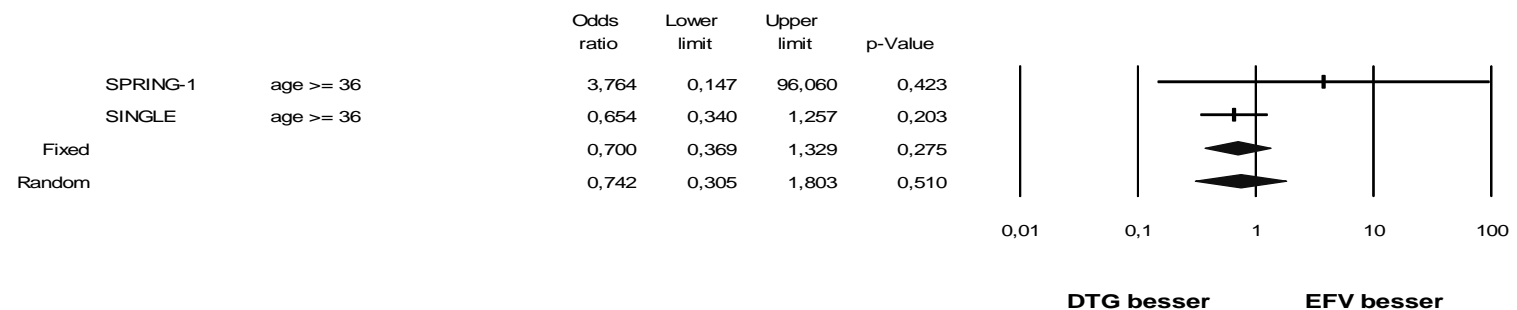 Odds Lower Upper
ratio limit limit p-Value
SPRING-1 age >= 36 3,764 0,147 96,060 0,423
SINGLE age >= 36 0,654 0,340 1,257 0,203
Fixed 0,700 0,369 1,329 0,275
Random 0,742 0,305 1,803 0,510
0,01 0,1 1 10 100
DTG besser EFV besser